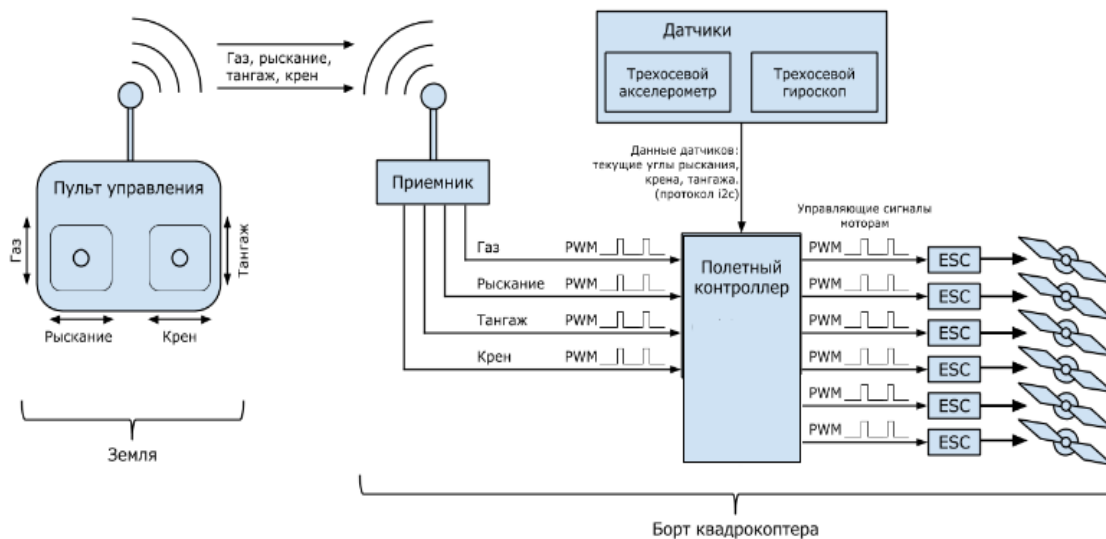 Газ, рыскание,
тангаж, крен
Датчики
Трехосевой
акселерометр
Трехосевой
гироскоп
Данные датчиков:
текущие углы рыскания,
крена, тангажа.
(протокол i2c)
Пульт управления
Газ
Тангаж
Рыскание
Крен
Земля
Приемник
Газ
PWM
Рыскание
PWM
Тангаж
PWM
Крен
PWM
Полетный
контроллер
Управляющие сигналы
моторам
PWM
ESC
PWM
ESC
PWM
ESC
PWM
ESC
PWM
ESC
PWM
ESC
Борт квадрокоптера